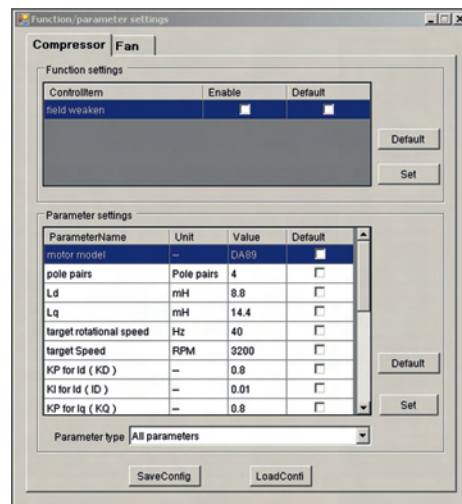 Function/parameter settings
Compressor Fan
Function settings
ControlItem Enable Default
field weaken
Default
Set
Parameter settings
ParameterName Unit Value Default
motor model – DA89
pole pairs Pole pairs 4
Ld mH 8.8
Lq mH 14.4
target rotational speed Hz 40
target Speed RPM 3200
KP for Id ( KD ) – 0.8
KI for Id ( ID ) – 0.01
KP for Iq ( KQ ) – 0.8
Default
Set
Parameter type All parameters
SaveConfig LoadConfi